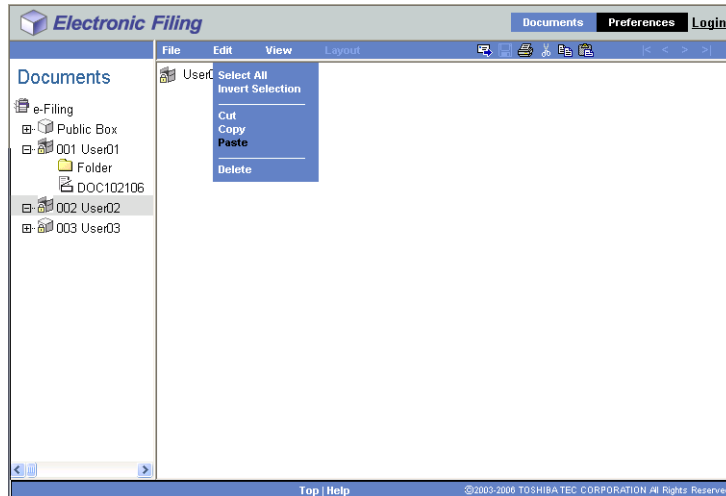 Electronic Filing
Documents Preferences Login
File Edit View Layout |< < > >|
Documents
e-Filing
Public Box
001 User01
Folder
DOC102106
002 User02
003 User03
Select All
Invert Selection
Cut
Copy
Paste
Delete
Top | Help
©2003-2006 TOSHIBA TEC CORPORATION All Rights Reserve